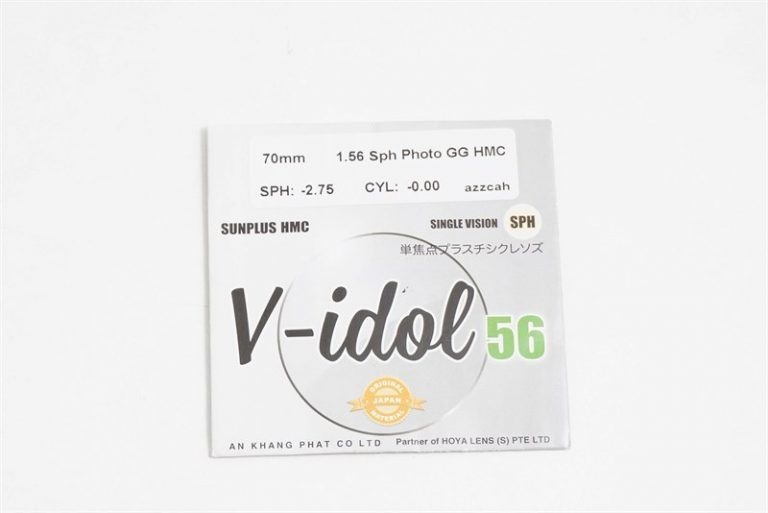 70mm 1.56 Sph Photo GG HMC
SPH: -2.75 CYL: -0.00 azzcah
SUNPLUS HMC SINGLE VISION SPH
単焦点プラスチシクレソズ
V-idol 56
ORIGINAL
JAPAN
MATERIAL
AN KHANG PHAT CO LTD Partner of HOYA LENS (S) PTE LTD